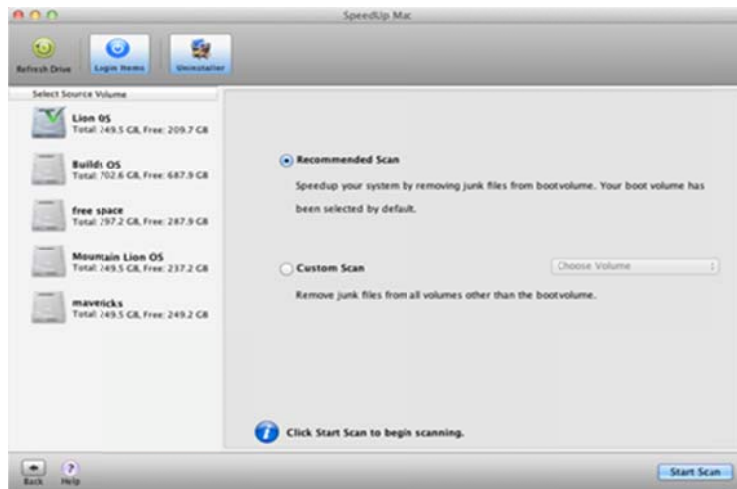 SpeedUp Mac
Refresh Drive
Login Items
Uninstaller
Select Source Volume
Lion OS
Total: 249.5 GB, Free: 209.7 GB
Builds OS
Total: 702.6 GB, Free: 687.9 GB
free space
Total: 297.2 GB, Free: 287.9 GB
Mountain Lion OS
Total: 249.5 GB, Free: 237.2 GB
mavericks
Total: 249.5 GB, Free: 249.2 GB
Recommended Scan
Speedup your system by removing junk files from bootvolume. Your boot volume has
been selected by default.
Custom Scan
Choose Volume
Remove junk files from all volumes other than the bootvolume.
Click Start Scan to begin scanning.
Back
Help
Start Scan